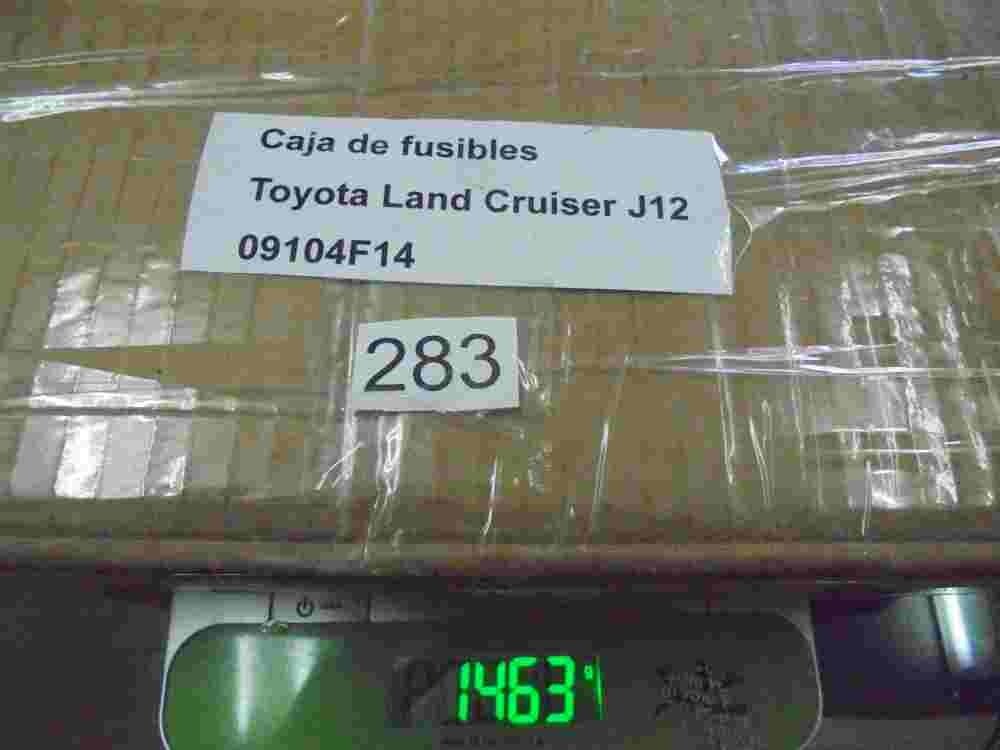 Caja de fusibles
Toyota Land Cruiser J12
09104F14
283
1463